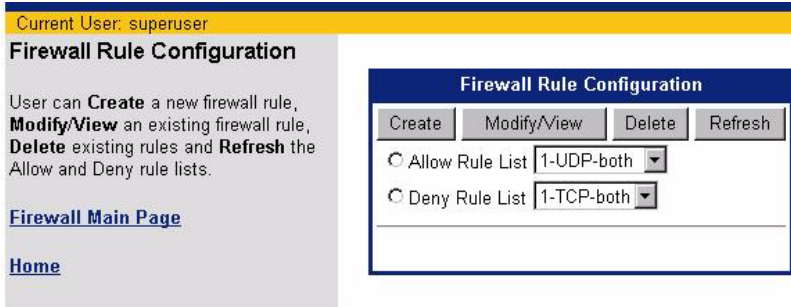 Current User: superuser
Firewall Rule Configuration
User can Create a new firewall rule,
Modify/View an existing firewall rule,
Delete existing rules and Refresh the
Allow and Deny rule lists.
Firewall Main Page
Home
Firewall Rule Configuration
Create Modify/View Delete Refresh
Allow Rule List 1-UDP-both
Deny Rule List 1-TCP-both